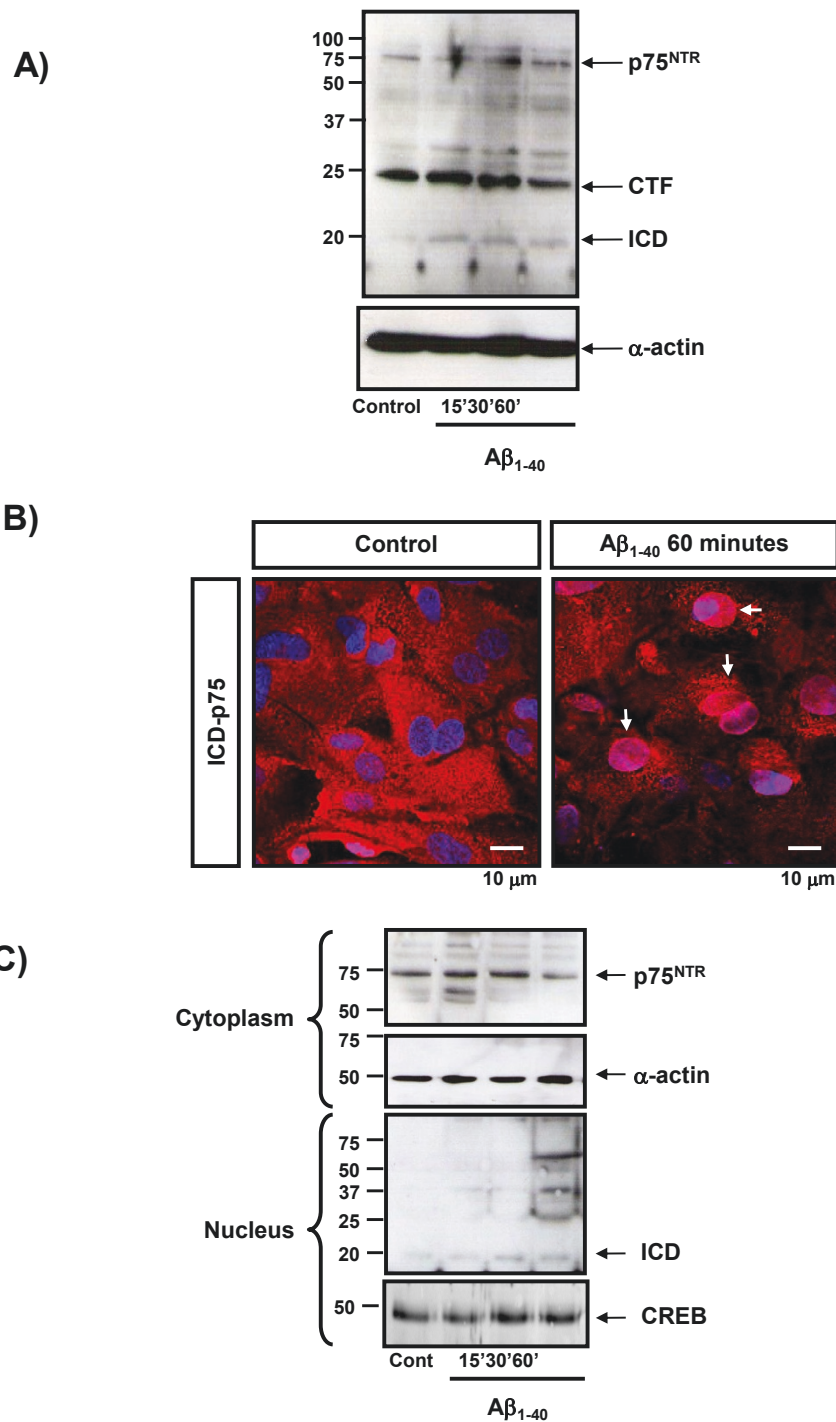 A)
100
75
50
37
25
20
p75NTR
CTF
ICD
α-actin
Control 15'30'60'
Aβ1-40
B)
Control
Aβ1-40 60 minutes
ICD-p75
10 μm
10 μm
C)
Cytoplasm
75
50
p75NTR
75
50
α-actin
Nucleus
75
50
37
25
20
ICD
50
CREB
Cont 15'30'60'
Aβ1-40